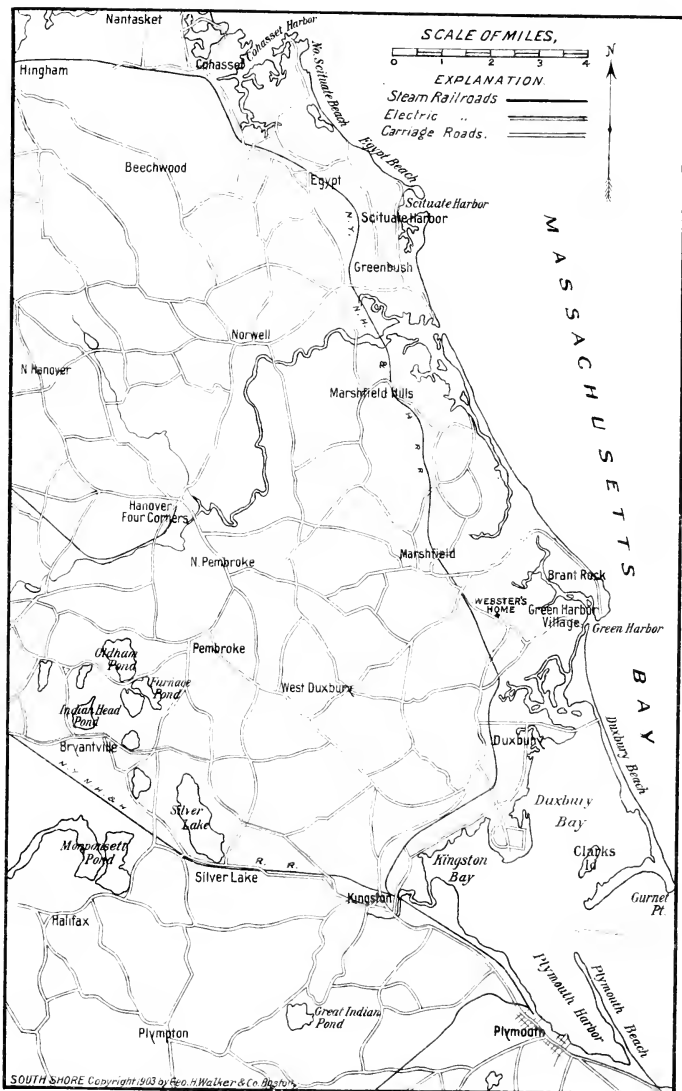 Nantasket
Hingham
Cohasset
Cohasset Harbor
No. Scituate Beach
SCALE OF MILES,
0 1 2 3 4
EXPLANATION.
Steam Railroads
Electric ,,
Carriage Roads.
N
Beechwood
Egypt
Egypt Beach
Scituate Harbor
Scituate Harbor
N.Y.
Greenbush
N.H.
MASSACHUSETTS BAY
Norwell
N Hanover
&
Marshfield Hills
H R R
Hanover
Four Corners
N. Pembroke
Marshfield
Brant Rock
WEBSTER'S
HOME
Green Harbor
Village
Green Harbor
Oldham
Pond
Pembroke
Furnace
Pond
West Duxbury
Indian Head
Pond
Bryantville
Duxbury
Duxbury Beach
N Y N H & H
R. R.
Silver
Lake
Duxbury
Bay
Monponsett
Pond
Silver Lake
Kingston
Bay
Clarks
Id
Kingston
Gurnet
Pt.
Halifax
Great Indian
Pond
Plympton
Plymouth
Plymouth Harbor
Plymouth Beach
SOUTH SHORE Copyright 1903 by Geo. H. Walker & Co. Boston